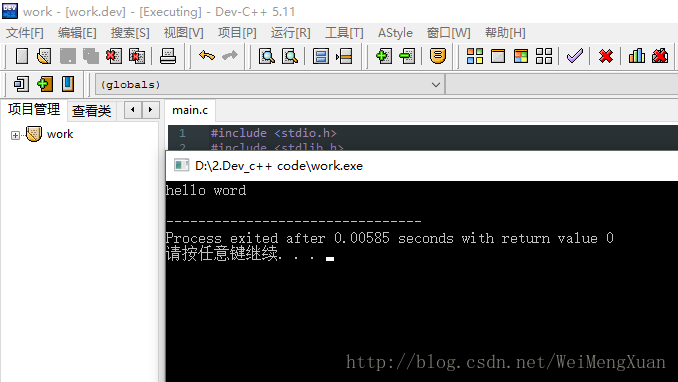 work - [work.dev] - [Executing] - Dev-C++ 5.11
文件[F] 编辑[E] 搜索[S] 视图[V] 项目[P] 运行[R] 工具[T] AStyle 窗口[W] 帮助[H]
(globals)
项目管理 查看类 main.c
work
1 #include <stdio.h>
2 #include <stdlib.h>
D:\2.Dev_c++ code\work.exe
hello word
--------------------------------
Process exited after 0.00585 seconds with return value 0
请按任意键继续. . .
http://blog.csdn.net/WeiMengXuan